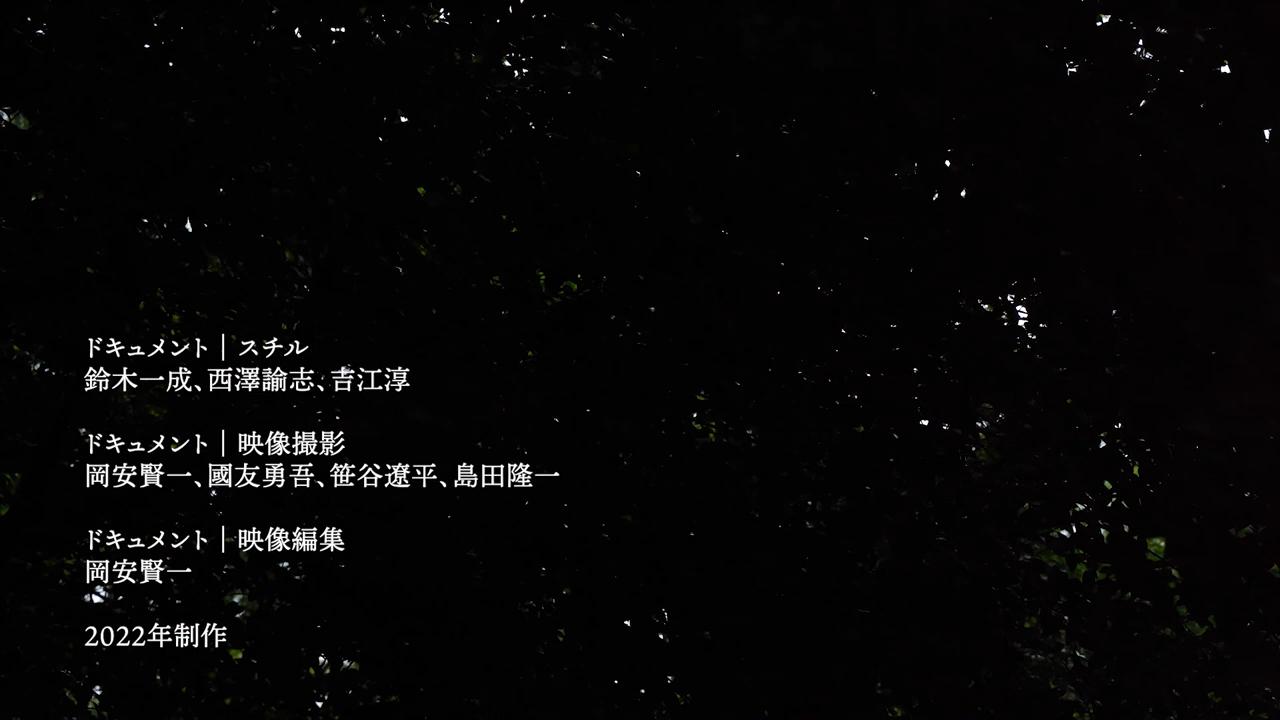 ドキュメント｜スチル
鈴木一成、西澤諭志、吉江淳
ドキュメント｜映像撮影
岡安賢一、國友勇吾、笹谷遼平、島田隆一
ドキュメント｜映像編集
岡安賢一
2022年制作